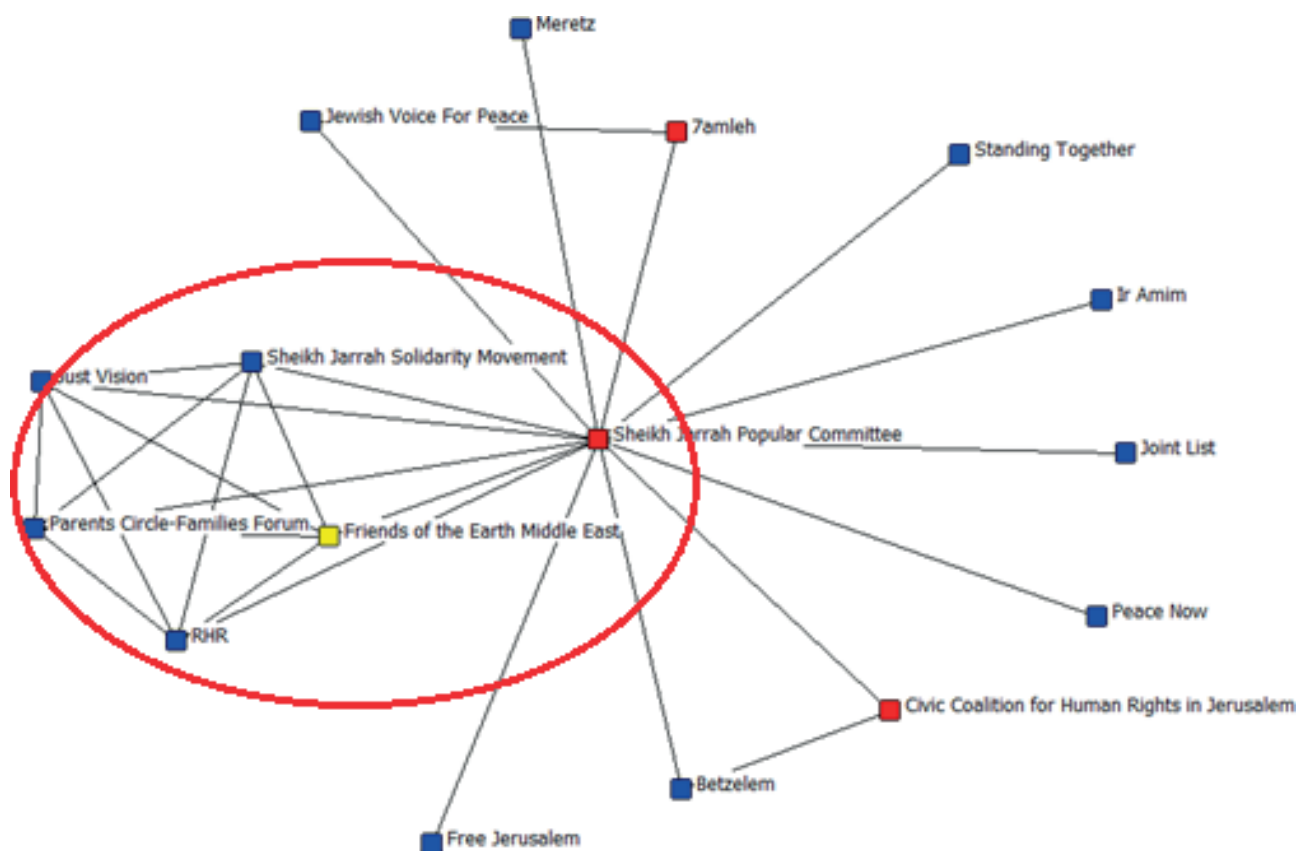 Meretz
Jewish Voice For Peace
7amleh
Standing Together
Ir Amim
Sheikh Jarrah Solidarity Movement
Just Vision
Sheikh Jarrah Popular Committee
Joint List
Parents Circle-Families Forum
Friends of the Earth Middle East
Peace Now
RHR
Civic Coalition for Human Rights in Jerusalem
Betzelem
Free Jerusalem